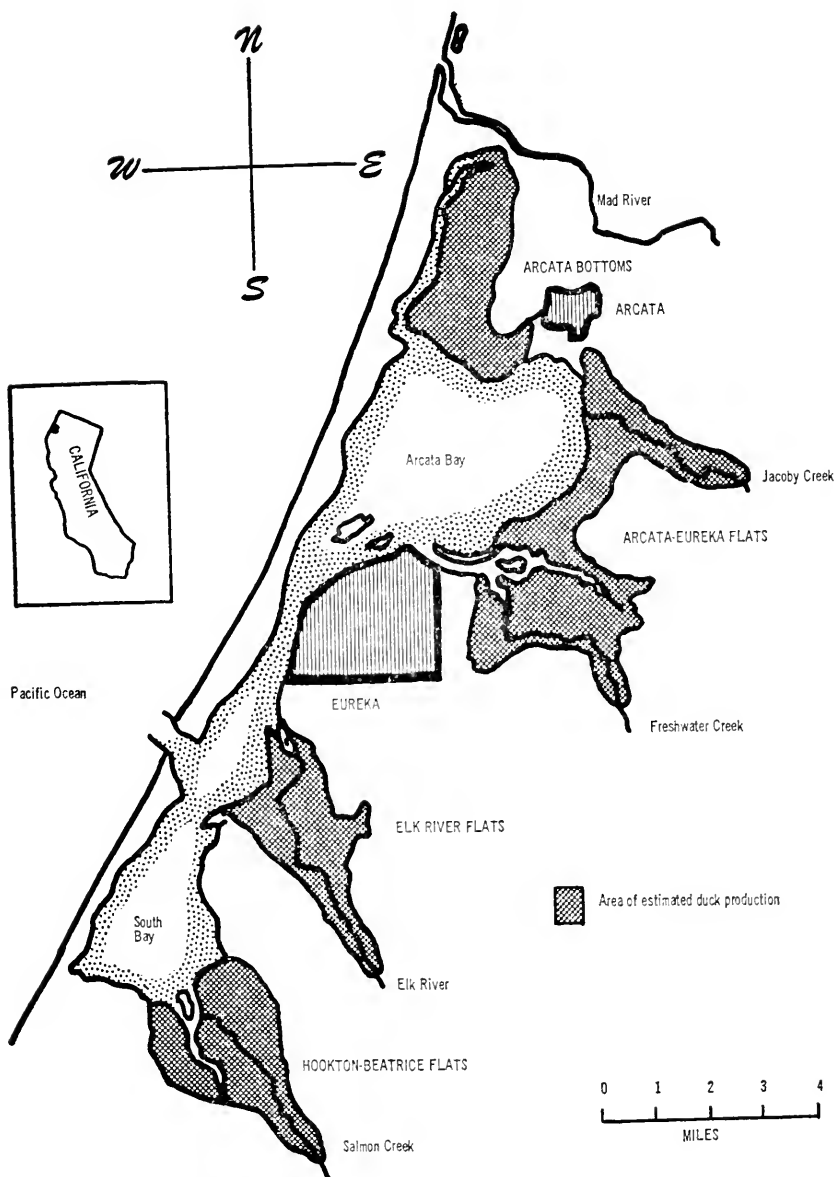 N
W E
S
Mad River
ARCATA BOTTOMS
ARCATA
CALIFORNIA
Arcata Bay
Jacoby Creek
ARCATA-EUREKA FLATS
Pacific Ocean
EUREKA
Freshwater Creek
ELK RIVER FLATS
Area of estimated duck production
South
Bay
Elk River
HOOKTON-BEATRICE FLATS
Salmon Creek
0 1 2 3 4
MILES